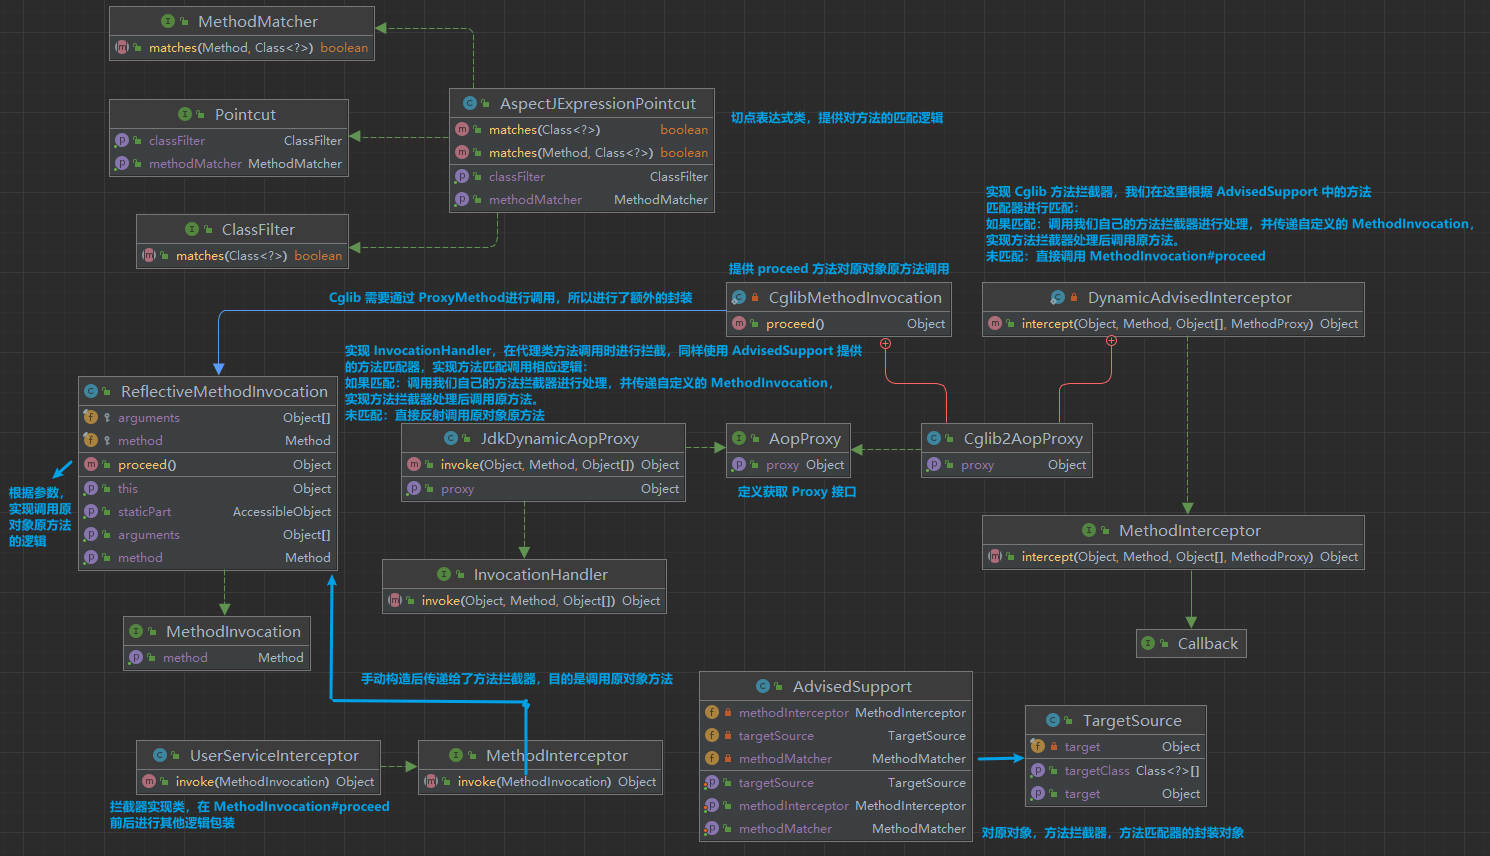 MethodMatcher
matches(Method, Class<?>) boolean
Pointcut
classFilter ClassFilter
methodMatcher MethodMatcher
ClassFilter
matches(Class<?>) boolean
AspectJExpressionPointcut
matches(Class<?>) boolean
matches(Method, Class<?>) boolean
classFilter ClassFilter
methodMatcher MethodMatcher
切点表达式类，提供对方法的匹配逻辑
实现 Cglib 方法拦截器，我们在这里根据 AdvisedSupport 中的方法
匹配器进行匹配：
如果匹配：调用我们自己的方法拦截器进行处理，并传递自定义的 MethodInvocation，
实现方法拦截器处理后调用原方法。
未匹配：直接调用 MethodInvocation#proceed
提供 proceed 方法对原对象原方法调用
Cglib 需要通过 ProxyMethod进行调用，所以进行了额外的封装
CglibMethodInvocation
proceed() Object
DynamicAdvisedInterceptor
intercept(Object, Method, Object[], MethodProxy) Object
实现 InvocationHandler，在代理类方法调用时进行拦截，同样使用 AdvisedSupport 提供
的方法匹配器，实现方法匹配调用相应逻辑：
如果匹配：调用我们自己的方法拦截器进行处理，并传递自定义的 MethodInvocation，
实现方法拦截器处理后调用原方法。
未匹配：直接反射调用原对象原方法
ReflectiveMethodInvocation
arguments Object[]
method Method
proceed() Object
this Object
staticPart AccessibleObject
arguments Object[]
method Method
根据参数，
实现调用原
对象原方法
的逻辑
JdkDynamicAopProxy
invoke(Object, Method, Object[]) Object
proxy Object
AopProxy
proxy Object
定义获取 Proxy 接口
Cglib2AopProxy
proxy Object
MethodInterceptor
intercept(Object, Method, Object[], MethodProxy) Object
InvocationHandler
invoke(Object, Method, Object[]) Object
MethodInvocation
method Method
Callback
手动构造后传递给了方法拦截器，目的是调用原对象方法
AdvisedSupport
methodInterceptor MethodInterceptor
targetSource TargetSource
methodMatcher MethodMatcher
targetSource TargetSource
methodInterceptor MethodInterceptor
methodMatcher MethodMatcher
TargetSource
target Object
targetClass Class<?>[]
target Object
UserServiceInterceptor
invoke(MethodInvocation) Object
MethodInterceptor
invoke(MethodInvocation) Object
拦截器实现类，在 MethodInvocation#proceed
前后进行其他逻辑包装
对原对象，方法拦截器，方法匹配器的封装对象